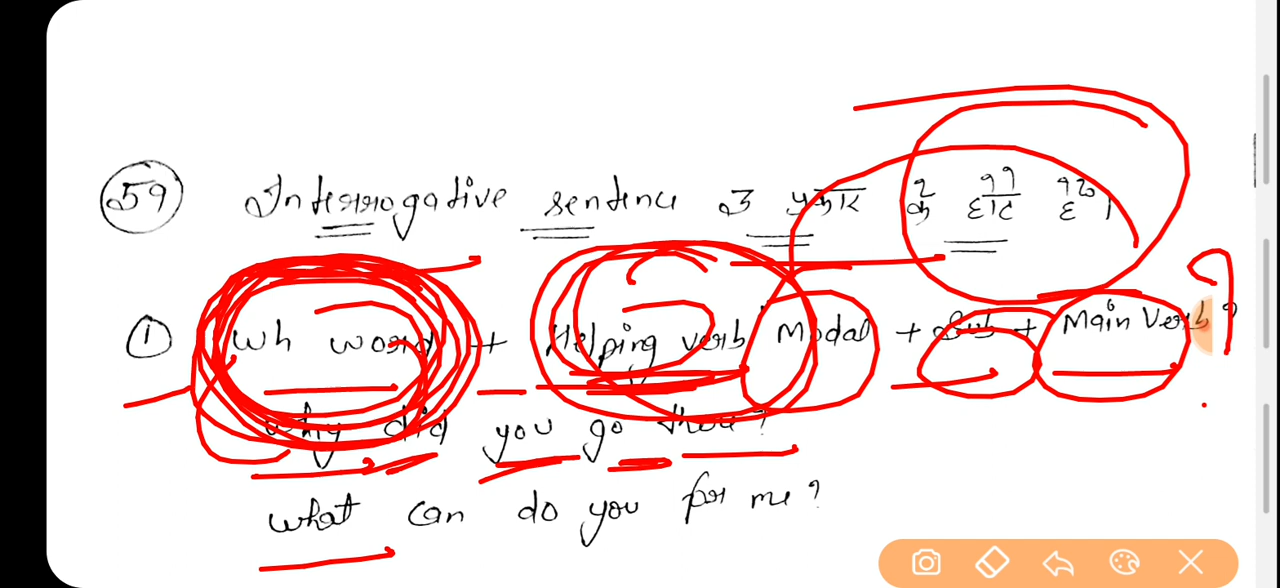 59 Interrogative sentence 3 प्रकार के
① Wh word + Helping verb Modal + Sub + Main Verb?
why did you go there?
what can do you for me?